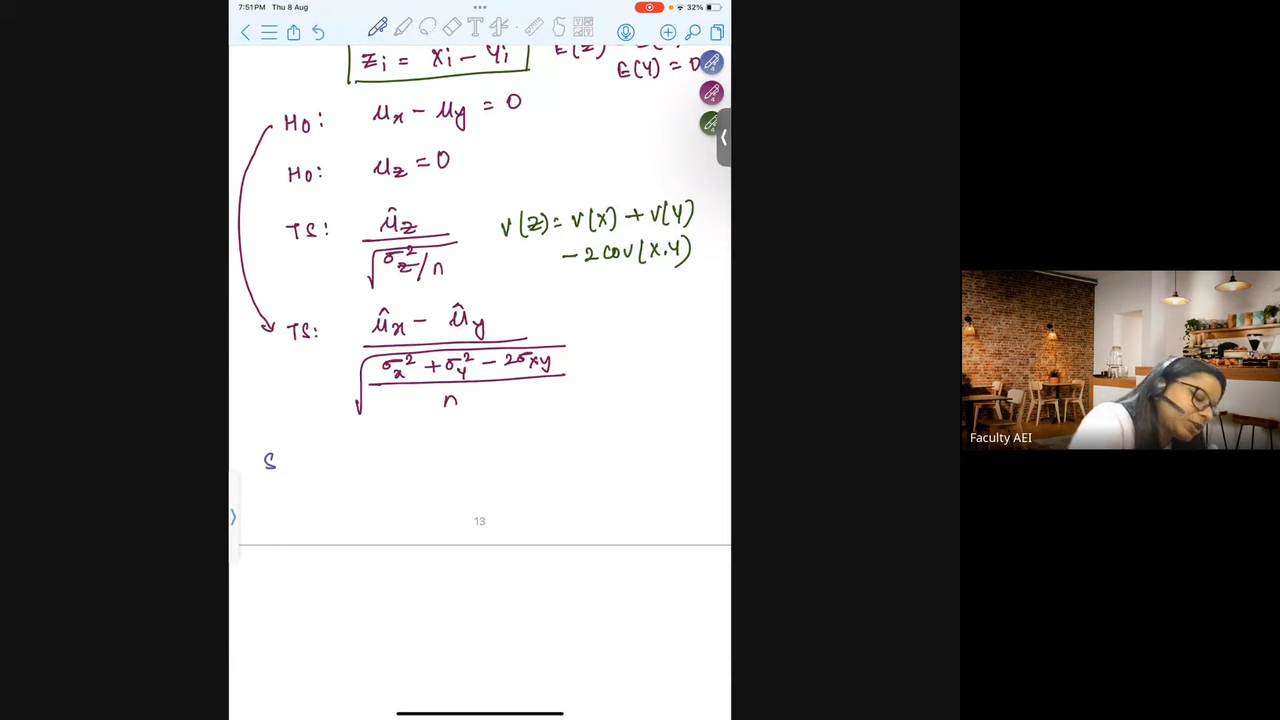 7:51 PM Thu 8 Aug
32%
Zi = Xi - Yi
E(Y) = 0
H0: μx - μy = 0
H0: μz = 0
TS: μ̂z / √(σz²/n)
V(Z) = V(X) + V(Y)
- 2 cov(X,Y)
TS: μ̂x - μ̂y / √((σx² + σy² - 2σxy) / n)
S
13
Faculty AEI